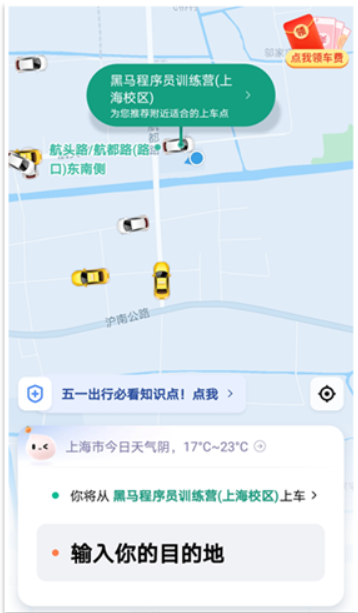 点我领车费
黑马程序员训练营(上
海校区)
为您推荐附近适合的上车点
航都路
航头路/航都路(路
口)东南侧
沪南公路
五一出行必看知识点！点我
上海市今日天气阴，17°C~23°C
你将从 黑马程序员训练营(上海校区)上车
输入你的目的地